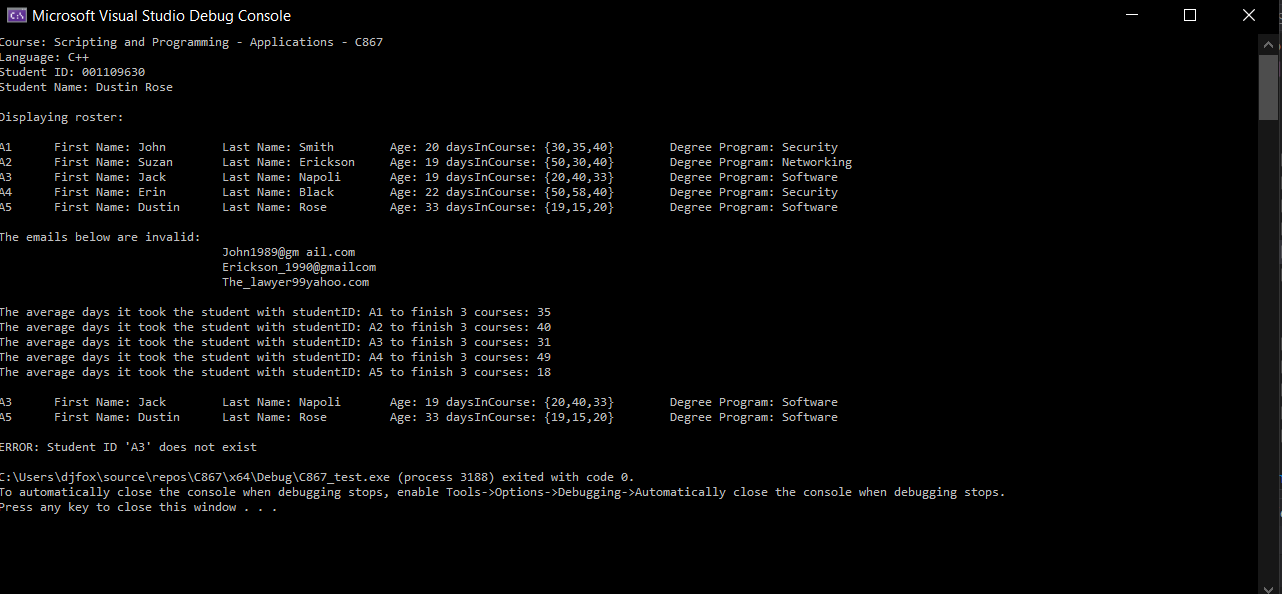 Microsoft Visual Studio Debug Console
Course: Scripting and Programming - Applications - C867
Language: C++
Student ID: 001109630
Student Name: Dustin Rose
Displaying roster:
A1 First Name: John Last Name: Smith Age: 20 daysInCourse: {30,35,40} Degree Program: Security
A2 First Name: Suzan Last Name: Erickson Age: 19 daysInCourse: {50,30,40} Degree Program: Networking
A3 First Name: Jack Last Name: Napoli Age: 19 daysInCourse: {20,40,33} Degree Program: Software
A4 First Name: Erin Last Name: Black Age: 22 daysInCourse: {50,58,40} Degree Program: Security
A5 First Name: Dustin Last Name: Rose Age: 33 daysInCourse: {19,15,20} Degree Program: Software
The emails below are invalid:
John1989@gm ail.com
Erickson_1990@gmailcom
The_lawyer99yahoo.com
The average days it took the student with studentID: A1 to finish 3 courses: 35
The average days it took the student with studentID: A2 to finish 3 courses: 40
The average days it took the student with studentID: A3 to finish 3 courses: 31
The average days it took the student with studentID: A4 to finish 3 courses: 49
The average days it took the student with studentID: A5 to finish 3 courses: 18
A3 First Name: Jack Last Name: Napoli Age: 19 daysInCourse: {20,40,33} Degree Program: Software
A5 First Name: Dustin Last Name: Rose Age: 33 daysInCourse: {19,15,20} Degree Program: Software
ERROR: Student ID 'A3' does not exist
C:\Users\djfox\source\repos\C867\x64\Debug\C867_test.exe (process 3188) exited with code 0.
To automatically close the console when debugging stops, enable Tools->Options->Debugging->Automatically close the console when debugging stops.
Press any key to close this window . . .